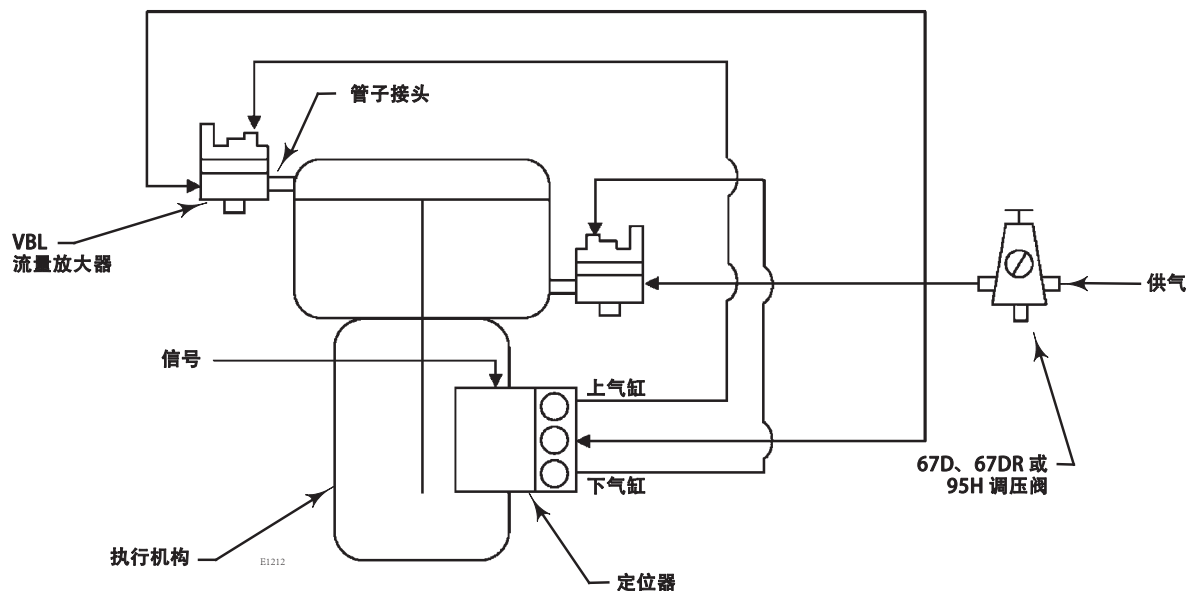 管子接头
VBL
流量放大器
供气
信号
上气缸
67D、67DR 或
95H 调压阀
下气缸
执行机构
E1212
定位器